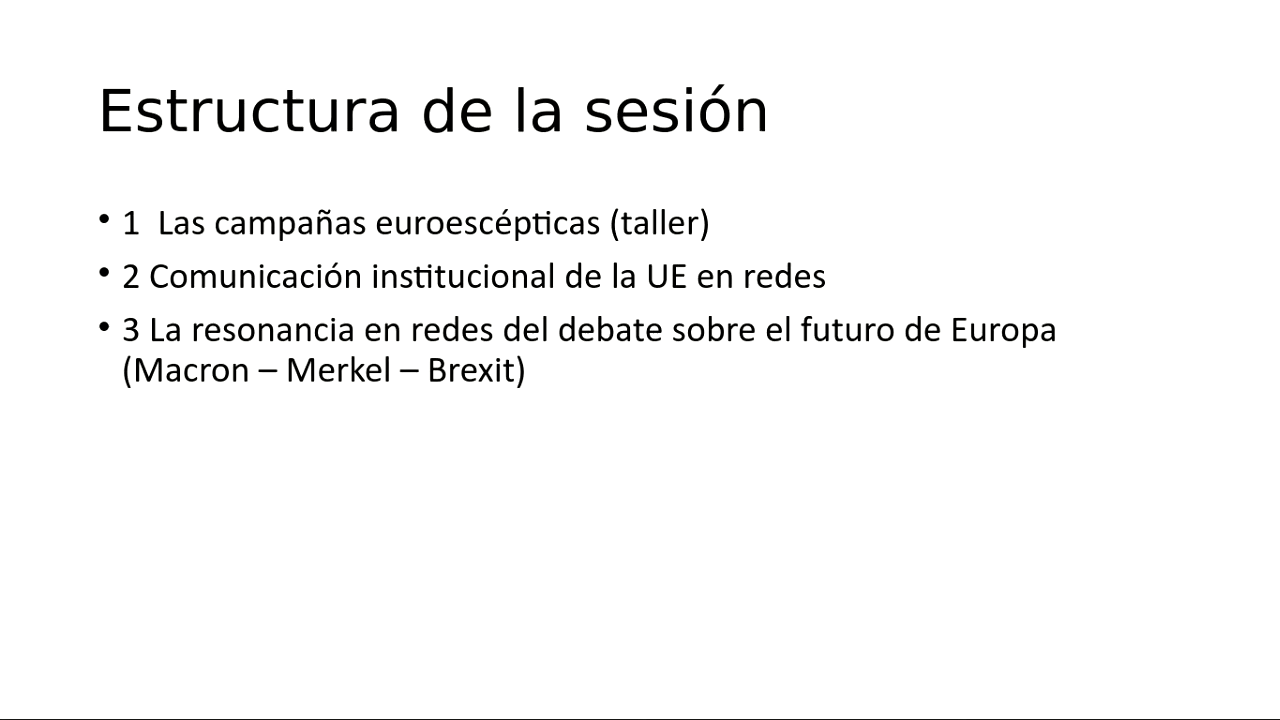 Estructura de la sesión
• 1  Las campañas euroescépticas (taller)
• 2 Comunicación institucional de la UE en redes
• 3 La resonancia en redes del debate sobre el futuro de Europa
(Macron – Merkel – Brexit)